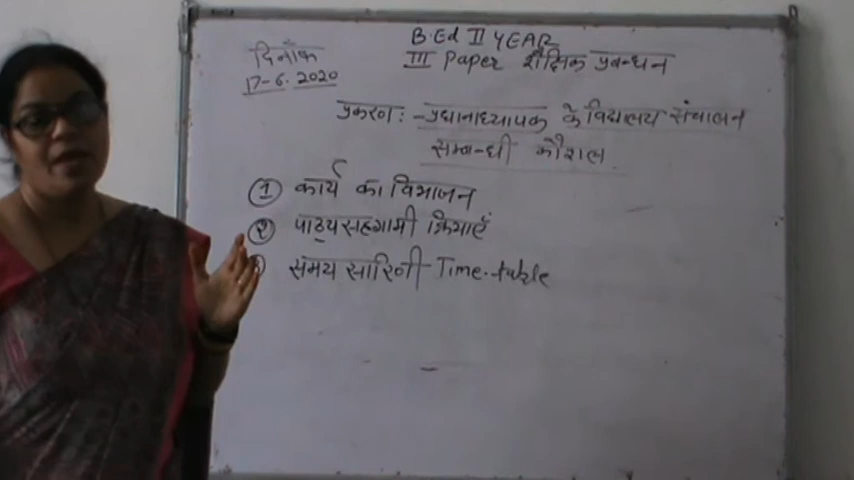 B.Ed II YEAR
दिनाँक III Paper शैक्षिक प्रबन्धन
17-6.2020
प्रकरण :- प्रधानाध्यापक के विद्यालय संचालन
सम्बन्धी कौशल
① कार्य का विभाजन
② पाठ्यसहगामी क्रियाएँ
समय सारिणी - Time-table